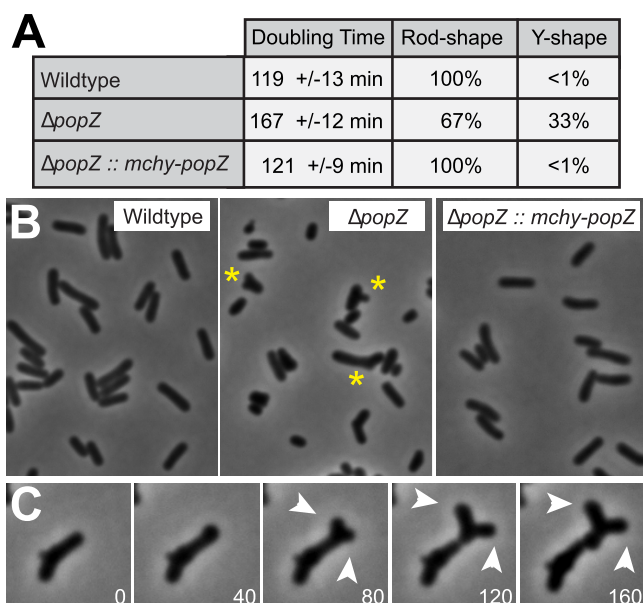 A
Doubling Time Rod-shape Y-shape
Wildtype 119 +/-13 min 100% <1%
ΔpopZ 167 +/-12 min 67% 33%
ΔpopZ :: mchy-popZ 121 +/-9 min 100% <1%
B Wildtype ΔpopZ ΔpopZ :: mchy-popZ
* *
*
C
0 40 80 120 160